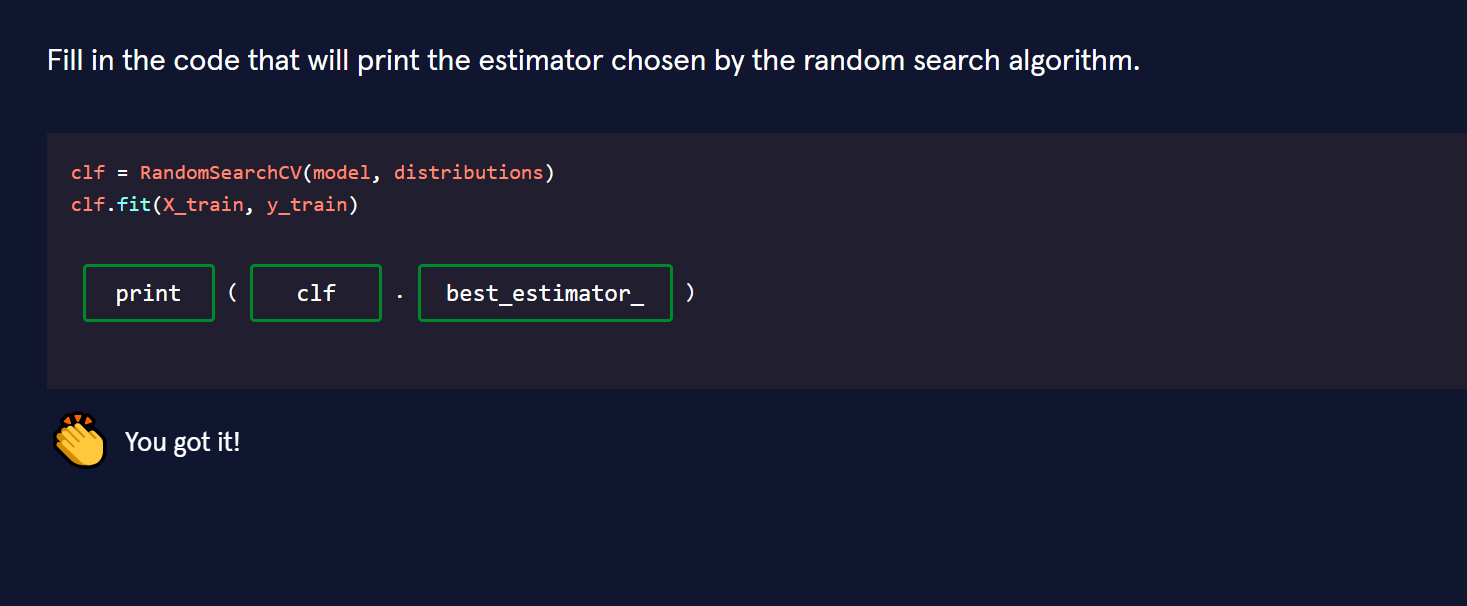 Fill in the code that will print the estimator chosen by the random search algorithm.
clf = RandomSearchCV(model, distributions)
clf.fit(X_train, y_train)
print ( clf . best_estimator_ )
You got it!